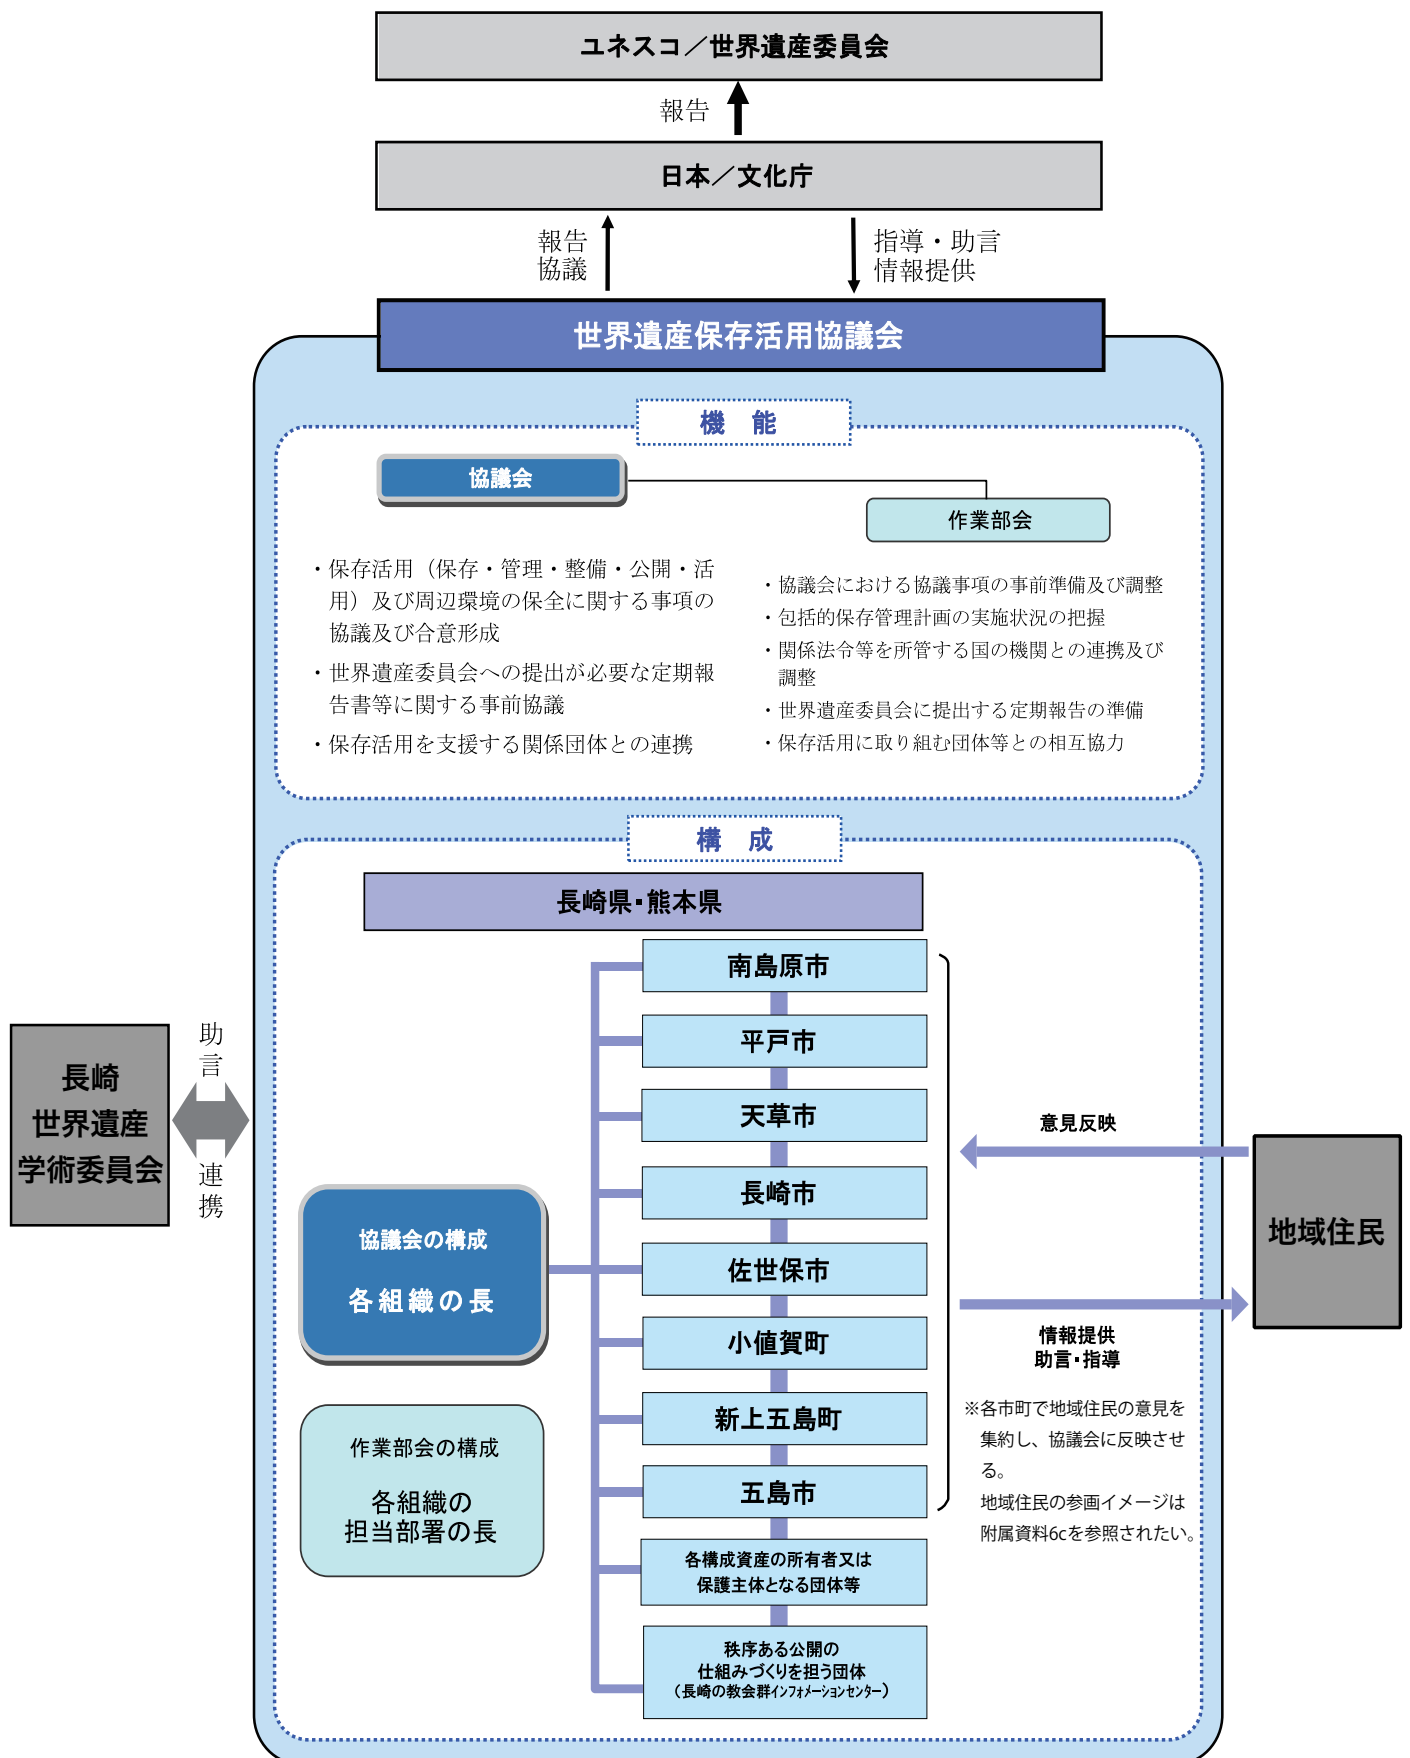 ユネスコ／世界遺産委員会
報告
日本／文化庁
報告
協議
指導・助言
情報提供
世界遺産保存活用協議会
機　能
協議会
作業部会
・保存活用（保存・管理・整備・公開・活
用）及び周辺環境の保全に関する事項の
協議及び合意形成
・世界遺産委員会への提出が必要な定期報
告書等に関する事前協議
・保存活用を支援する関係団体との連携
・協議会における協議事項の事前準備及び調整
・包括的保存管理計画の実施状況の把握
・関係法令等を所管する国の機関との連携及び
調整
・世界遺産委員会に提出する定期報告の準備
・保存活用に取り組む団体等との相互協力
構　成
長崎県・熊本県
南島原市
平戸市
天草市
長崎市
佐世保市
小値賀町
新上五島町
五島市
各構成資産の所有者又は
保護主体となる団体等
秩序ある公開の
仕組みづくりを担う団体
（長崎の教会群インフォメーションセンター）
協議会の構成
各組織の長
作業部会の構成
各組織の
担当部署の長
長崎
世界遺産
学術委員会
助言
連携
意見反映
地域住民
情報提供
助言・指導
※各市町で地域住民の意見を
集約し、協議会に反映させ
る。
地域住民の参画イメージは
附属資料6cを参照されたい。